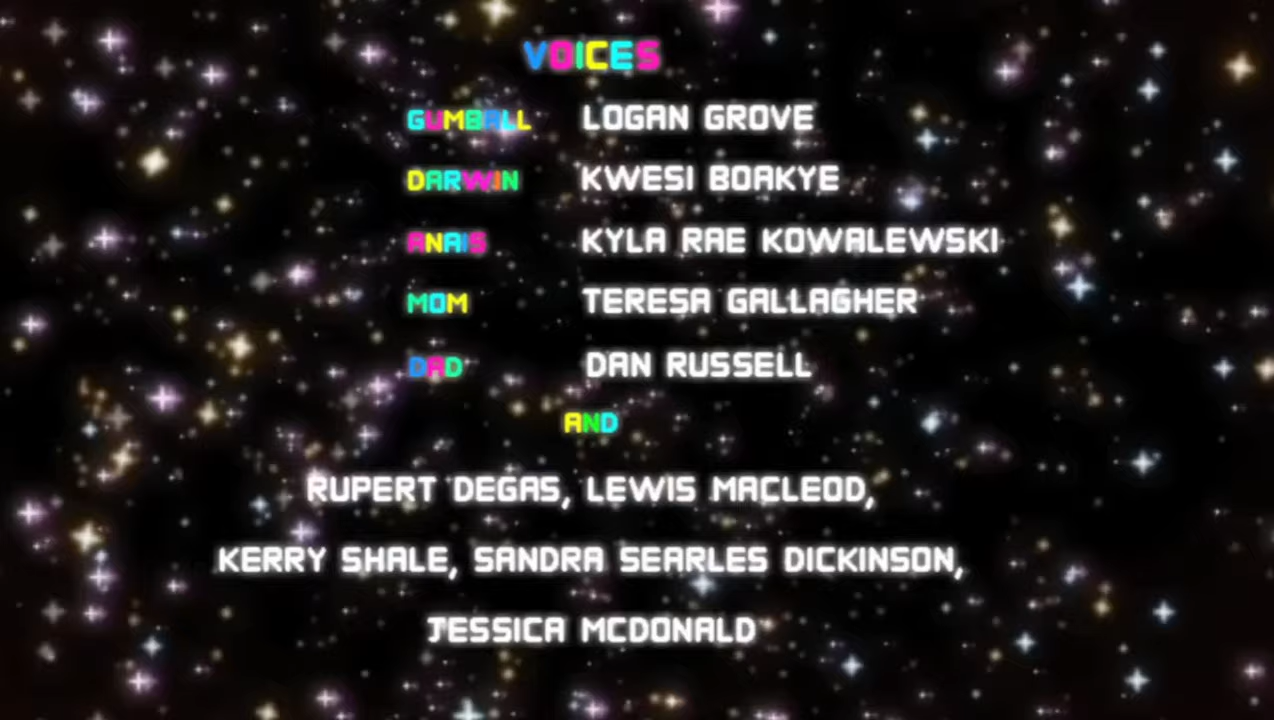 VOICES
GUMBALL LOGAN GROVE
DARWIN KWESI BOAKYE
ANAIS KYLA RAE KOWALEWSKI
MOM TERESA GALLAGHER
DAD DAN RUSSELL
AND
RUPERT DEGAS, LEWIS MACLEOD,
KERRY SHALE, SANDRA SEARLES DICKINSON,
JESSICA MCDONALD